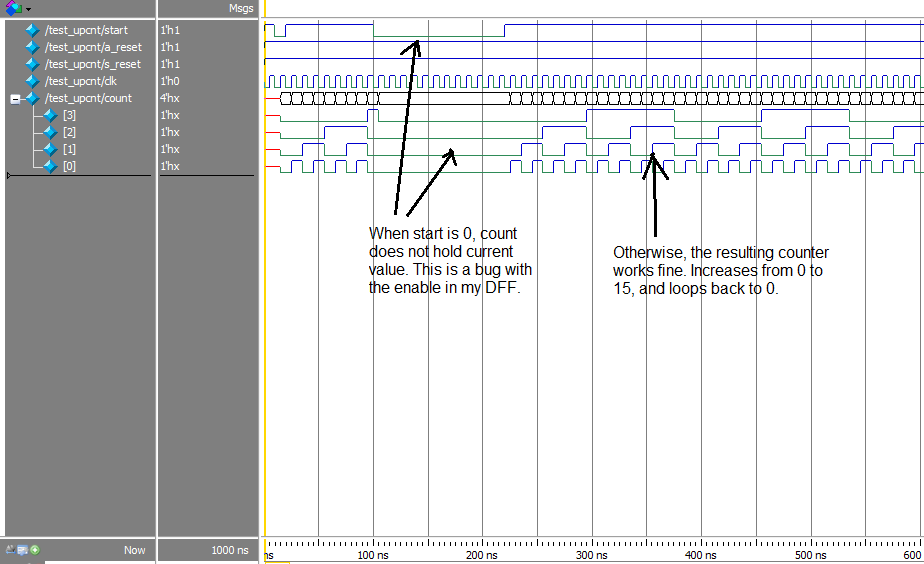 Msgs
/test_upcnt/start 1'h1
/test_upcnt/a_reset 1'h1
/test_upcnt/s_reset 1'h1
/test_upcnt/clk 1'h0
/test_upcnt/count 4'hx
[3] 1'hx
[2] 1'hx
[1] 1'hx
[0] 1'hx
When start is 0, count
does not hold current
value. This is a bug with
the enable in my DFF.
Otherwise, the resulting counter
works fine. Increases from 0 to
15, and loops back to 0.
Now 1000 ns ns 100 ns 200 ns 300 ns 400 ns 500 ns 600